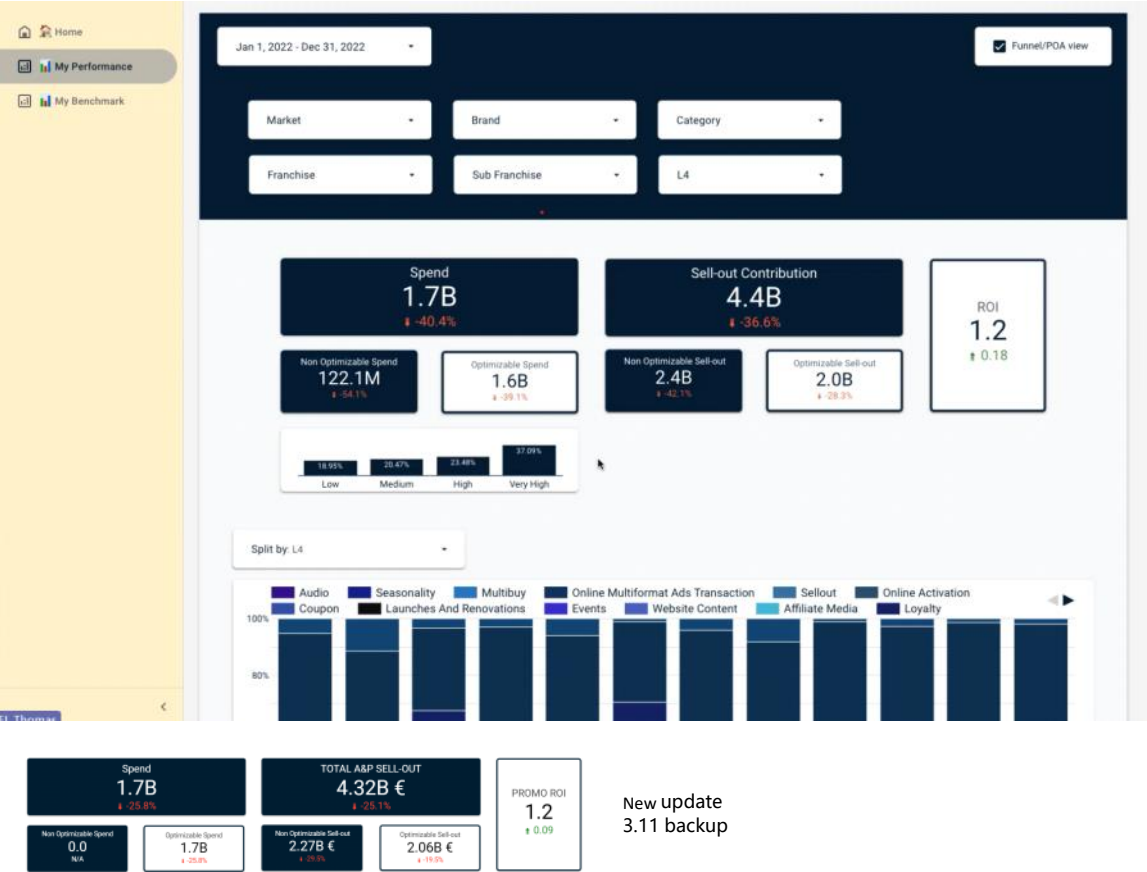 Home
My Performance
My Benchmark
Jan 1, 2022 - Dec 31, 2022
Funnel/POA view
Market
Brand
Category
Franchise
Sub Franchise
L4
Spend
1.7B
-40.4%
Sell-out Contribution
4.4B
-36.6%
ROI
1.2
0.18
Non Optimizable Spend
122.1M
-54.1%
Optimizable Spend
1.6B
-39.1%
Non Optimizable Sell-out
2.4B
-42.1%
Optimizable Sell-out
2.0B
-28.3%
18.95% 20.47% 23.48% 37.09%
Low Medium High Very High
Split by: L4
Audio Seasonality Multibuy Online Multiformat Ads Transaction Sellout Online Activation
Coupon Launches And Renovations Events Website Content Affiliate Media Loyalty
100%
80%
Thomas
Spend
1.7B
-25.8%
TOTAL A&P SELL-OUT
4.32B €
-25.1%
PROMO ROI
1.2
0.09
Non Optimizable Spend
0.0
N/A
Optimizable Spend
1.7B
-25.8%
Non Optimizable Sell-out
2.27B €
-29.5%
Optimizable Sell-out
2.06B €
-19.5%
New update
3.11 backup